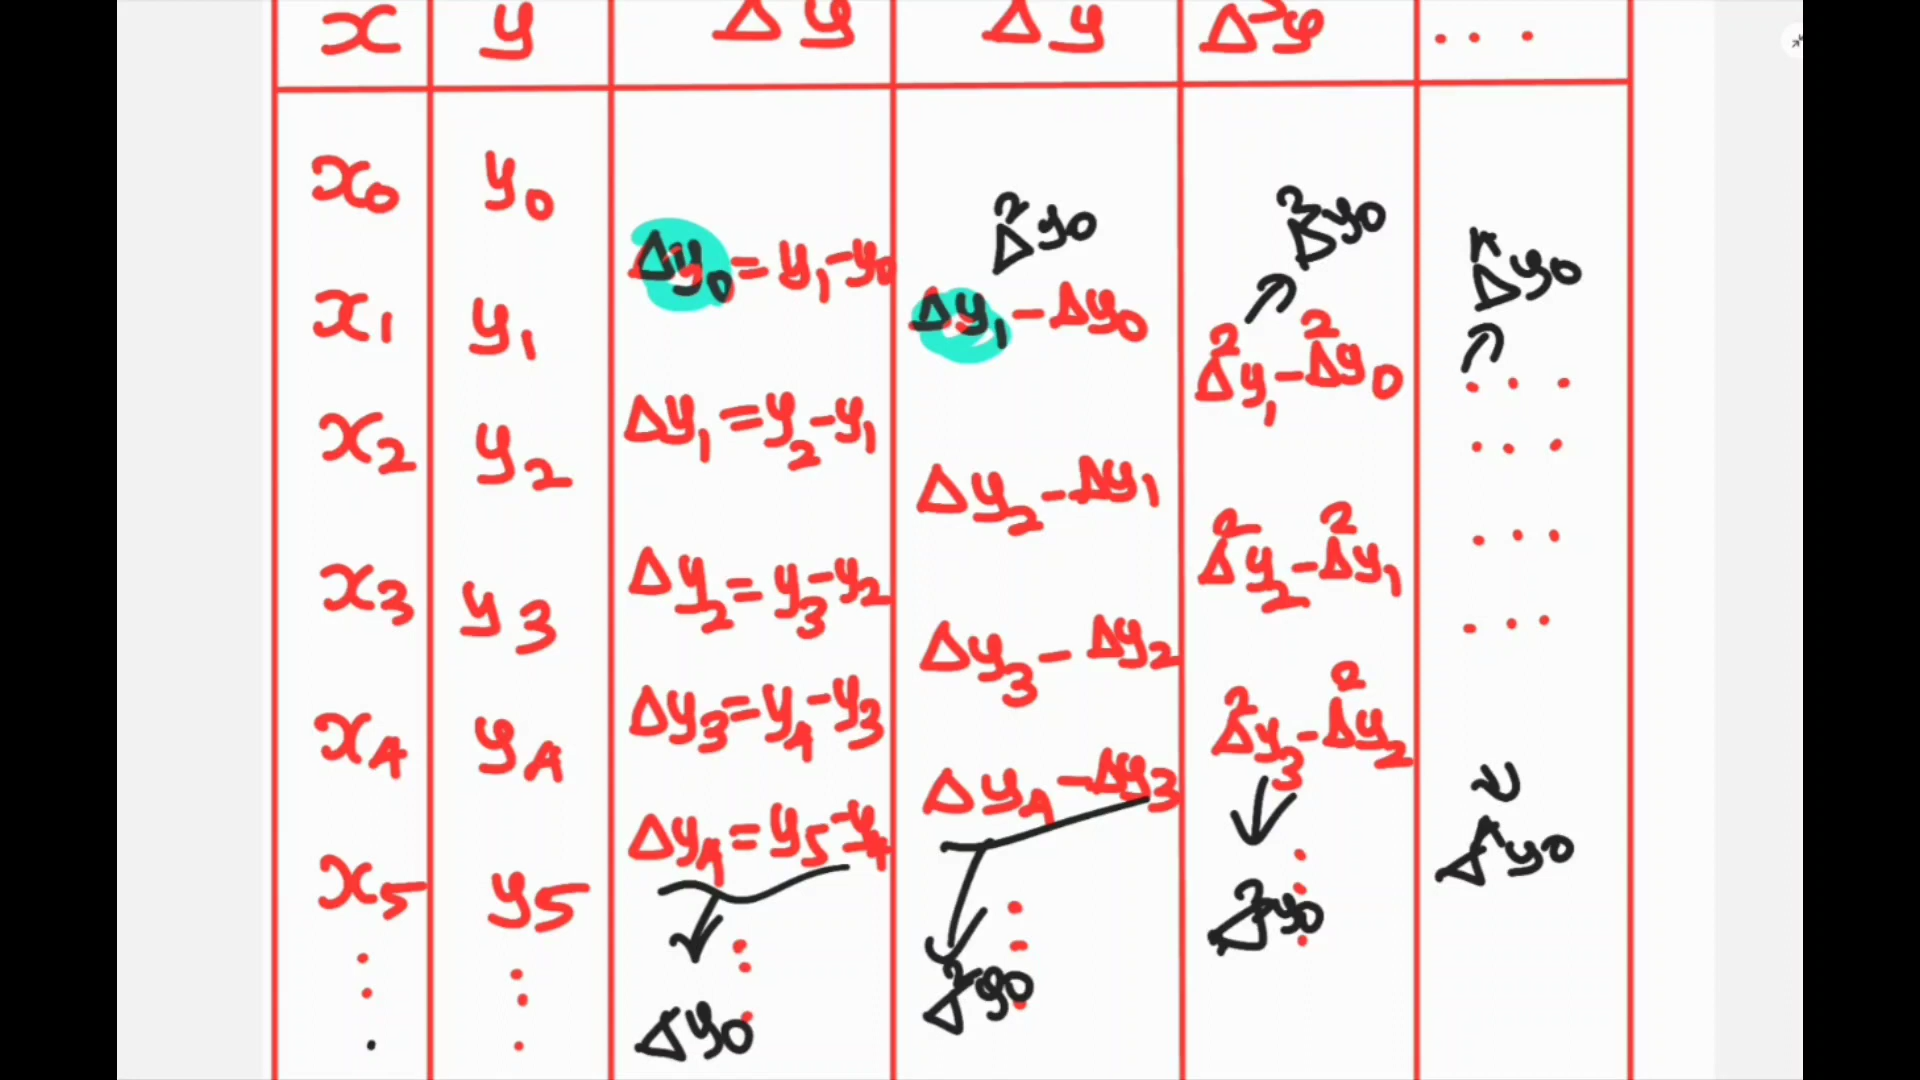 x y Δy Δy Δ³y ...
x₀ y₀
Δy₀ = y₁ - y₀ Δ²y₀ Δ³y₀ Δ⁴y₀
x₁ y₁ Δy₁ - Δy₀
Δ²y₁ - Δ²y₀ ...
x₂ y₂ Δy₁ = y₂ - y₁ ...
Δy₂ - Δy₁
Δ²y₂ - Δ²y₁ ...
x₃ y₃ Δy₂ = y₃ - y₂ ...
Δy₃ - Δy₂
x₄ y₄ Δy₃ = y₄ - y₃ Δ²y₃ - Δ²y₂
Δy₄ - Δy₃
Δy₄ = y₅ - y₄ Δ⁴y₀
x₅ y₅ Δ³y₀
Δy₀ Δ²y₀